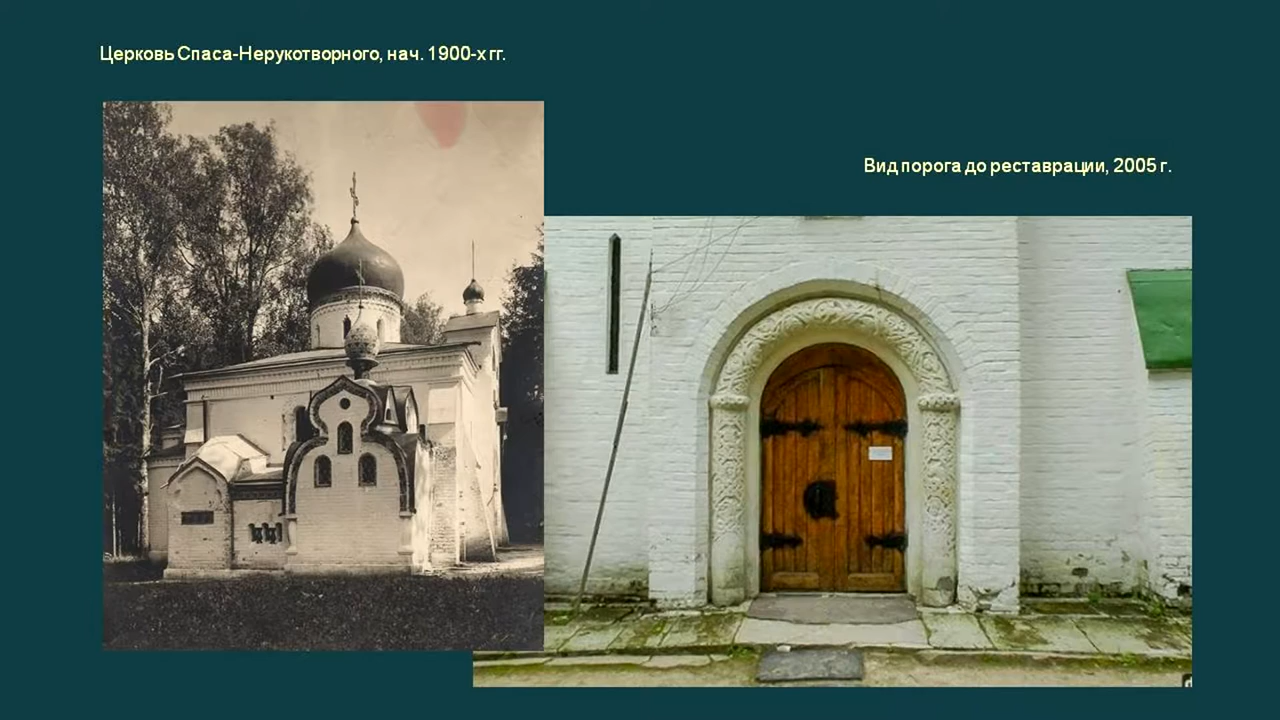 Церковь Спаса-Нерукотворного, нач. 1900-х гг.
Вид порога до реставрации, 2005 г.